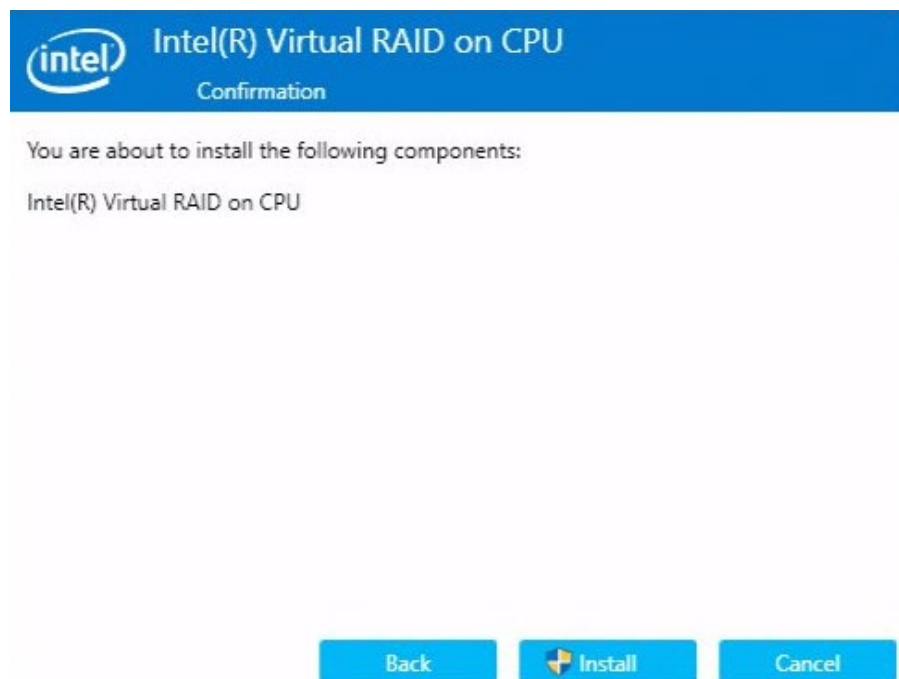 intel
Intel(R) Virtual RAID on CPU
Confirmation
You are about to install the following components:
Intel(R) Virtual RAID on CPU
Back
Install
Cancel